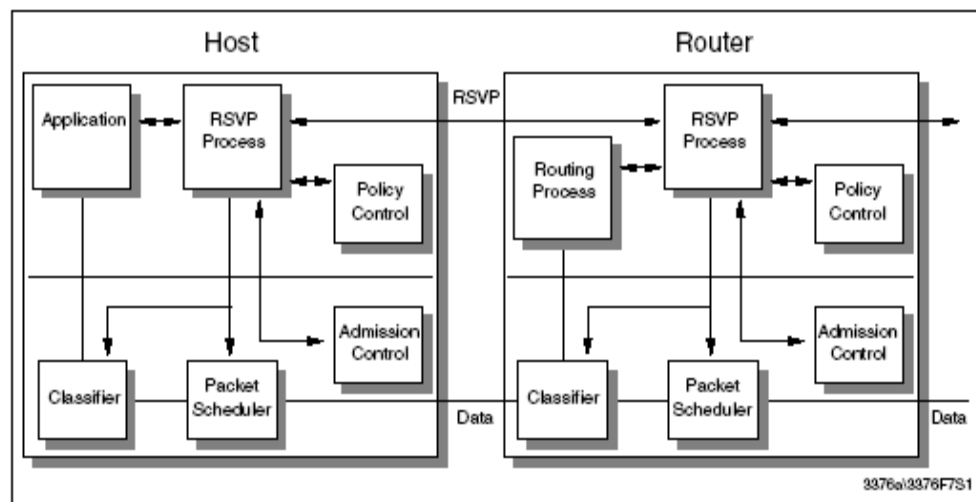 Host
Router
Application
RSVP
Process
RSVP
RSVP
Process
Routing
Process
Policy
Control
Policy
Control
Admission
Control
Admission
Control
Classifier
Packet
Scheduler
Data
Classifier
Packet
Scheduler
Data
3376a\3376F7S1